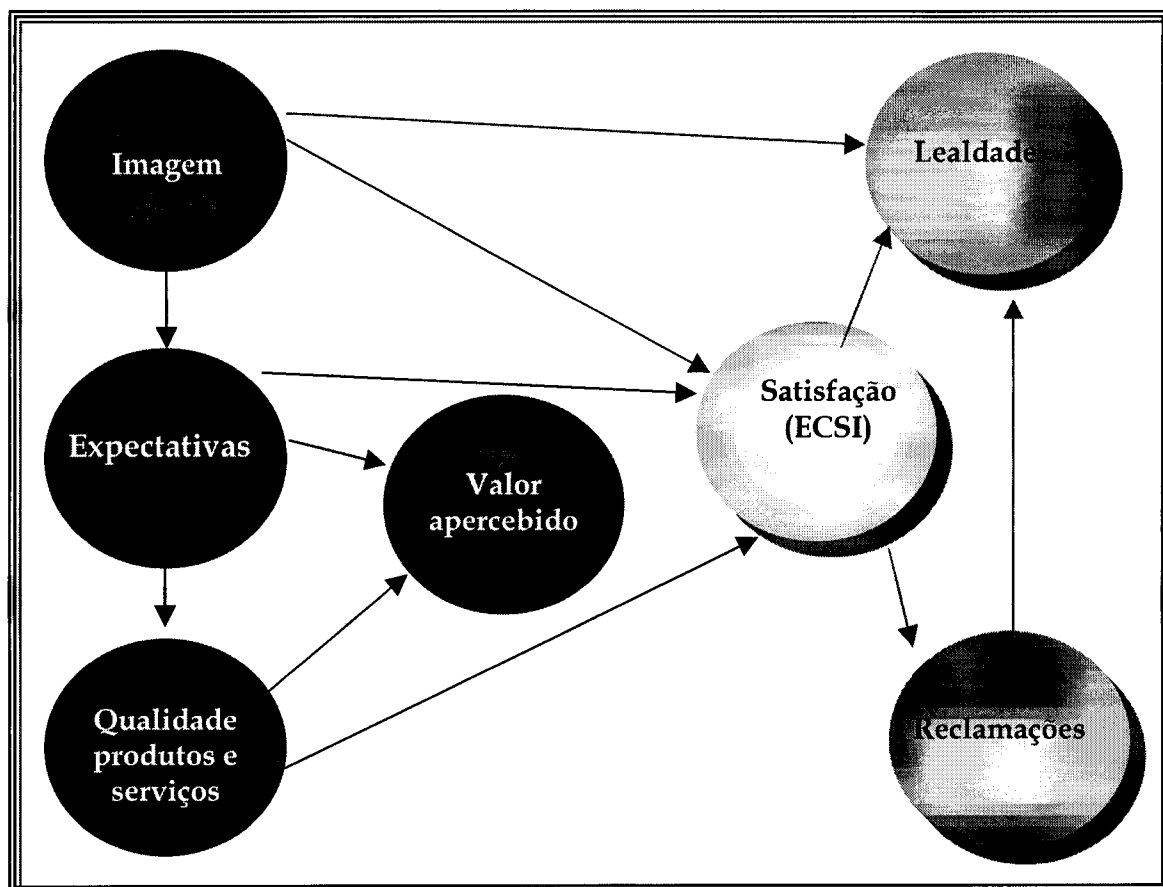 Imagem
Lealdade
Expectativas
Satisfação
(ECSI)
Valor
apercebido
Qualidade
produtos e
serviços
Reclamações